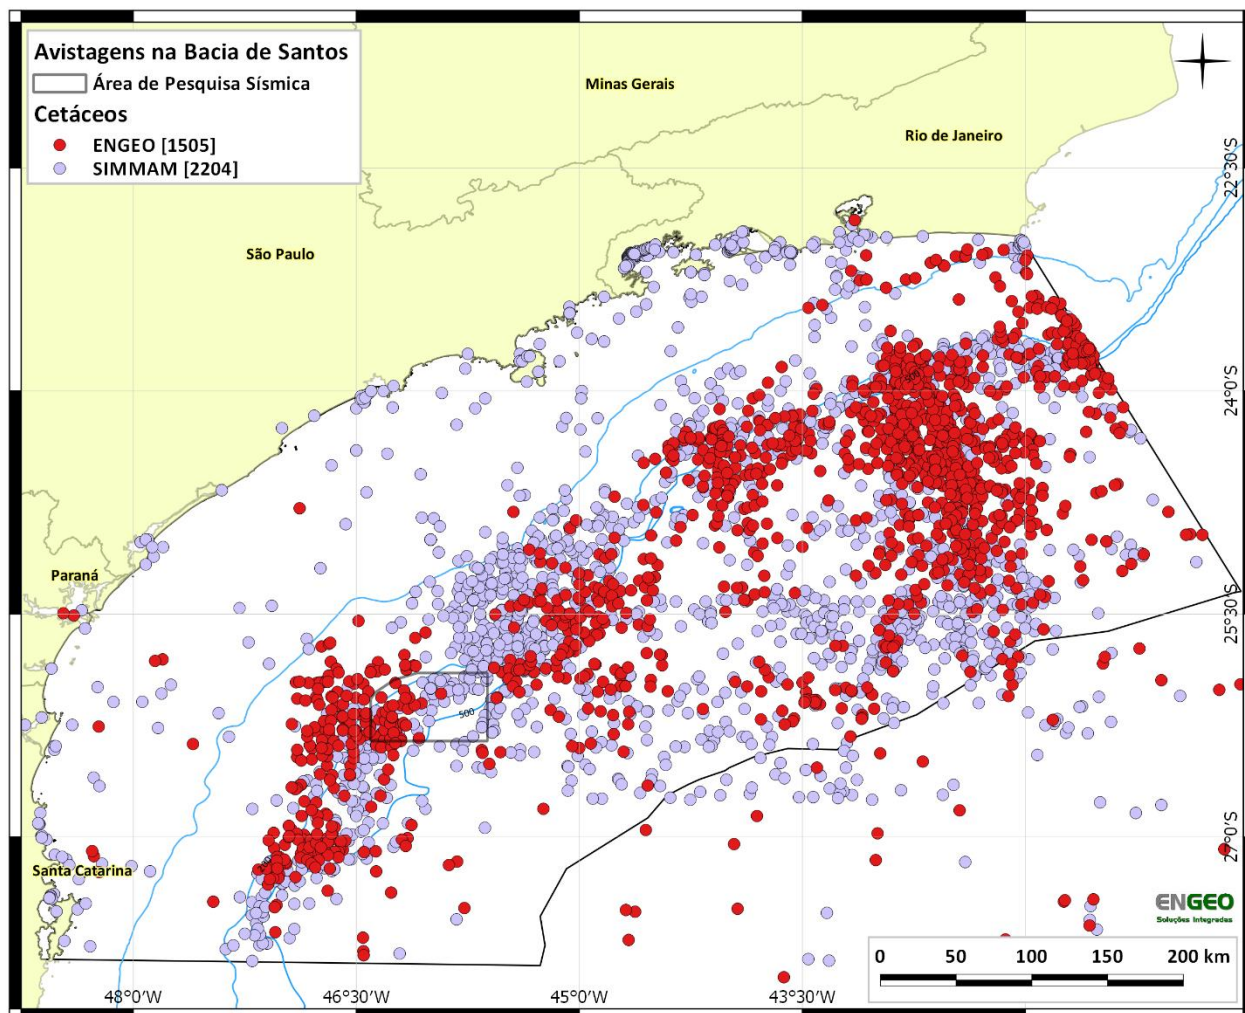 Avistagens na Bacia de Santos
Área de Pesquisa Sísmica
Cetáceos
ENGEO [1505]
SIMMAM [2204]
Minas Gerais
Rio de Janeiro
22°30'S
São Paulo
24°0'S
Paraná
25°30'S
500
27°0'S
Santa Catarina
ENGEO
Soluções Integradas
0 50 100 150 200 km
48°0'W 46°30'W 45°0'W 43°30'W